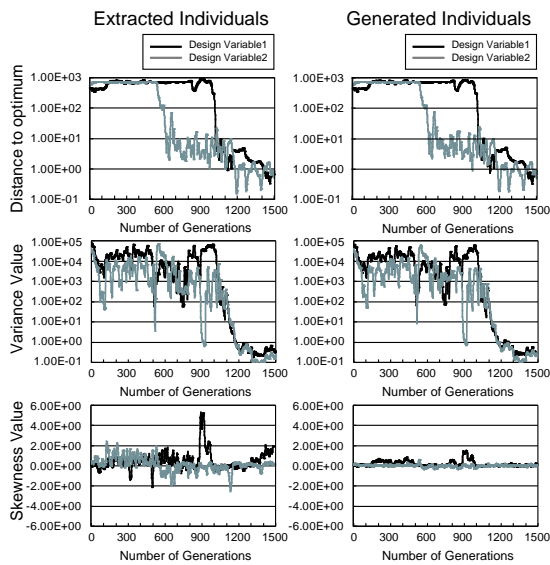 Extracted Individuals
Generated Individuals
Design Variable1
Design Variable2
Design Variable1
Design Variable2
Distance to optimum
1.00E+03
1.00E+02
1.00E+01
1.00E+00
1.00E-01
0 300 600 900 1200 1500
Number of Generations
1.00E+03
1.00E+02
1.00E+01
1.00E+00
1.00E-01
0 300 600 900 1200 1500
Number of Generations
Variance Value
1.00E+05
1.00E+04
1.00E+03
1.00E+02
1.00E+01
1.00E+00
1.00E-01
0 300 600 900 1200 1500
Number of Generations
1.00E+05
1.00E+04
1.00E+03
1.00E+02
1.00E+01
1.00E+00
1.00E-01
0 300 600 900 1200 1500
Number of Generations
Skewness Value
6.00E+00
4.00E+00
2.00E+00
0.00E+00
-2.00E+00
-4.00E+00
-6.00E+00
0 300 600 900 1200 1500
Number of Generations
6.00E+00
4.00E+00
2.00E+00
0.00E+00
-2.00E+00
-4.00E+00
-6.00E+00
0 300 600 900 1200 1500
Number of Generations